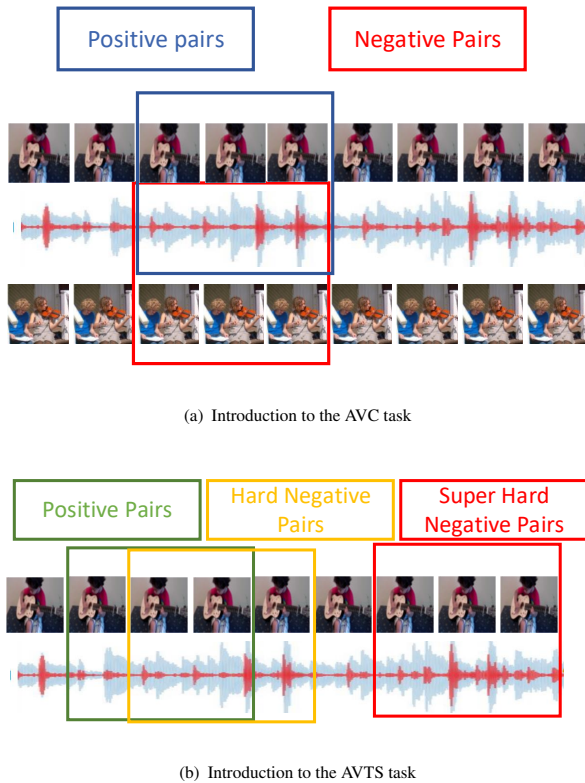 Positive pairs
Negative Pairs
(a) Introduction to the AVC task
Positive Pairs
Hard Negative
Pairs
Super Hard
Negative Pairs
(b) Introduction to the AVTS task